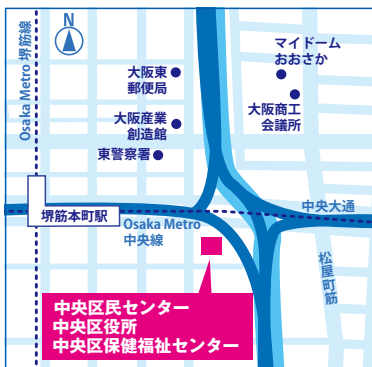 N
Osaka Metro 堺筋線
マイドーム
おおさか
大阪東
郵便局
大阪商工
会議所
大阪産業
創造館
東警察署
堺筋本町駅
Osaka Metro
中央線
中央大通
松屋町筋
中央区民センター
中央区役所
中央区保健福祉センター